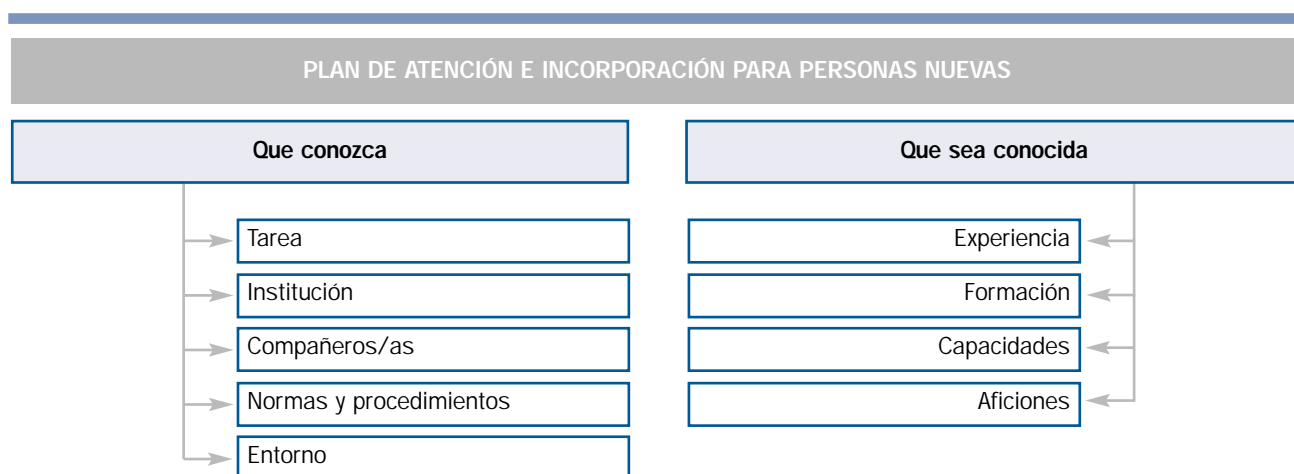 PLAN DE ATENCIÓN E INCORPORACIÓN PARA PERSONAS NUEVAS
Que conozca
Tarea
Institución
Compañeros/as
Normas y procedimientos
Entorno
Que sea conocida
Experiencia
Formación
Capacidades
Aficiones